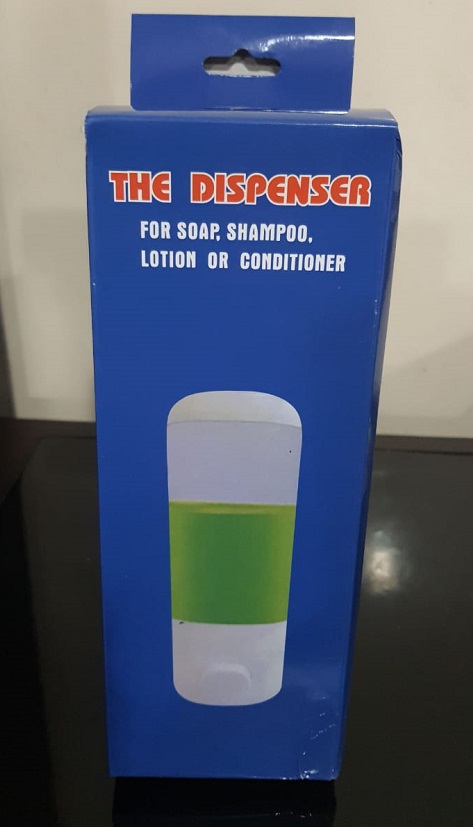 THE DISPENSER
FOR SOAP, SHAMPOO,
LOTION OR CONDITIONER